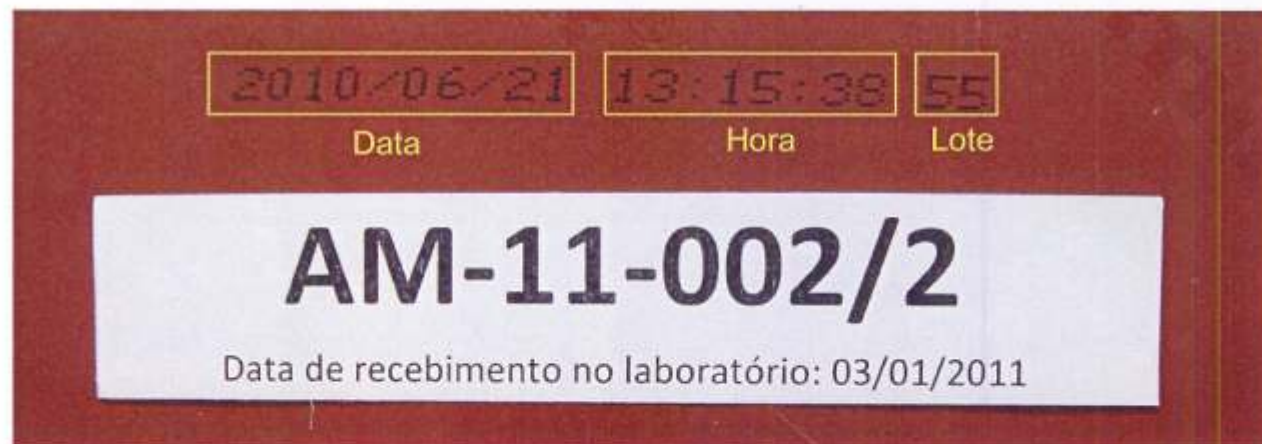 2010/06/21 13:15:38 55
Data Hora Lote
AM-11-002/2
Data de recebimento no laboratório: 03/01/2011